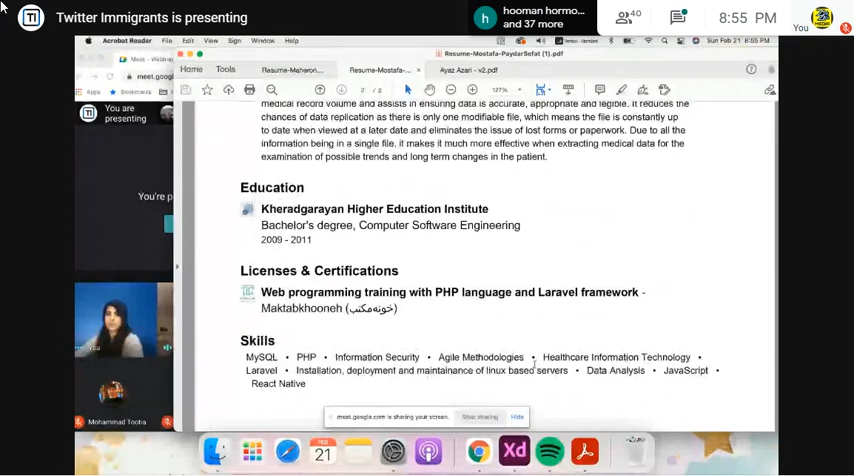 Twitter Immigrants is presenting
hooman hormo...
and 37 more
40
8:55 PM
You
Acrobat Reader File Edit View Sign Window Help
Sun Feb 21 8:55 PM
Resume-Mostafa-PaydarSefat (1).pdf
Home Tools Resume-Maheron... Resume-Mostafa-... × Ayaz Azari - v2.pdf
2 / 2
127%
Meet - Webinar
meet.google.com
Apps Bookmarks
You are
presenting
You're p
medical record volume and assists in ensuring data is accurate, appropriate and legible. It reduces the
chances of data replication as there is only one modifiable file, which means the file is constantly up
to date when viewed at a later date and eliminates the issue of lost forms or paperwork. Due to all the
information being in a single file, it makes it much more effective when extracting medical data for the
examination of possible trends and long term changes in the patient.
Education
Kheradgarayan Higher Education Institute
Bachelor's degree, Computer Software Engineering
2009 - 2011
Licenses & Certifications
Web programming training with PHP language and Laravel framework -
Maktabkhooneh (خونه‌مکتب)
Skills
MySQL • PHP • Information Security • Agile Methodologies • Healthcare Information Technology •
Laravel • Installation, deployment and maintainance of linux based servers • Data Analysis • JavaScript •
React Native
Mohammad Tootia
meet.google.com is sharing your screen. Stop sharing Hide
FEB
21
Xd